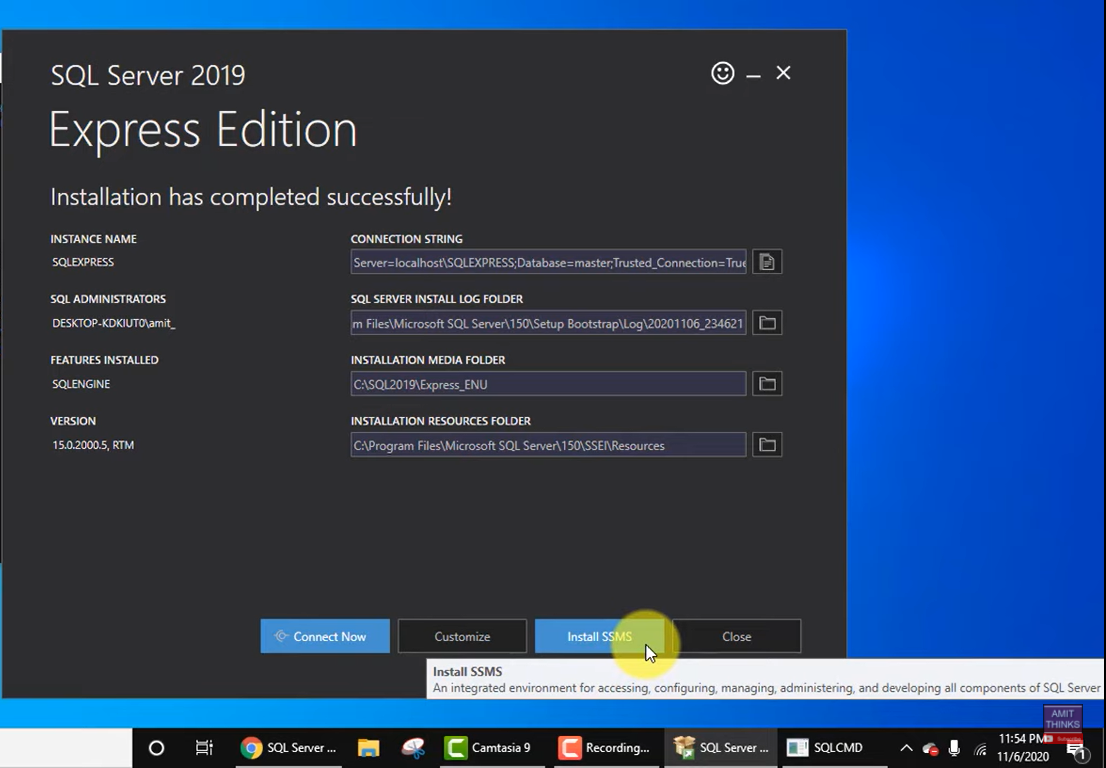 SQL Server 2019
Express Edition
Installation has completed successfully!
INSTANCE NAME
SQLEXPRESS
CONNECTION STRING
Server=localhost\SQLEXPRESS;Database=master;Trusted_Connection=True
SQL ADMINISTRATORS
DESKTOP-KDKIUT0\amit_
SQL SERVER INSTALL LOG FOLDER
m Files\Microsoft SQL Server\150\Setup Bootstrap\Log\20201106_234621
FEATURES INSTALLED
SQLENGINE
INSTALLATION MEDIA FOLDER
C:\SQL2019\Express_ENU
VERSION
15.0.2000.5, RTM
INSTALLATION RESOURCES FOLDER
C:\Program Files\Microsoft SQL Server\150\SSEI\Resources
Connect Now
Customize
Install SSMS
Close
Install SSMS
An integrated environment for accessing, configuring, managing, administering, and developing all components of SQL Server
AMIT
THINKS
Subscribe
SQL Server ...
Camtasia 9
Recording...
SQL Server ...
SQLCMD
11:54 PM
11/6/2020
1